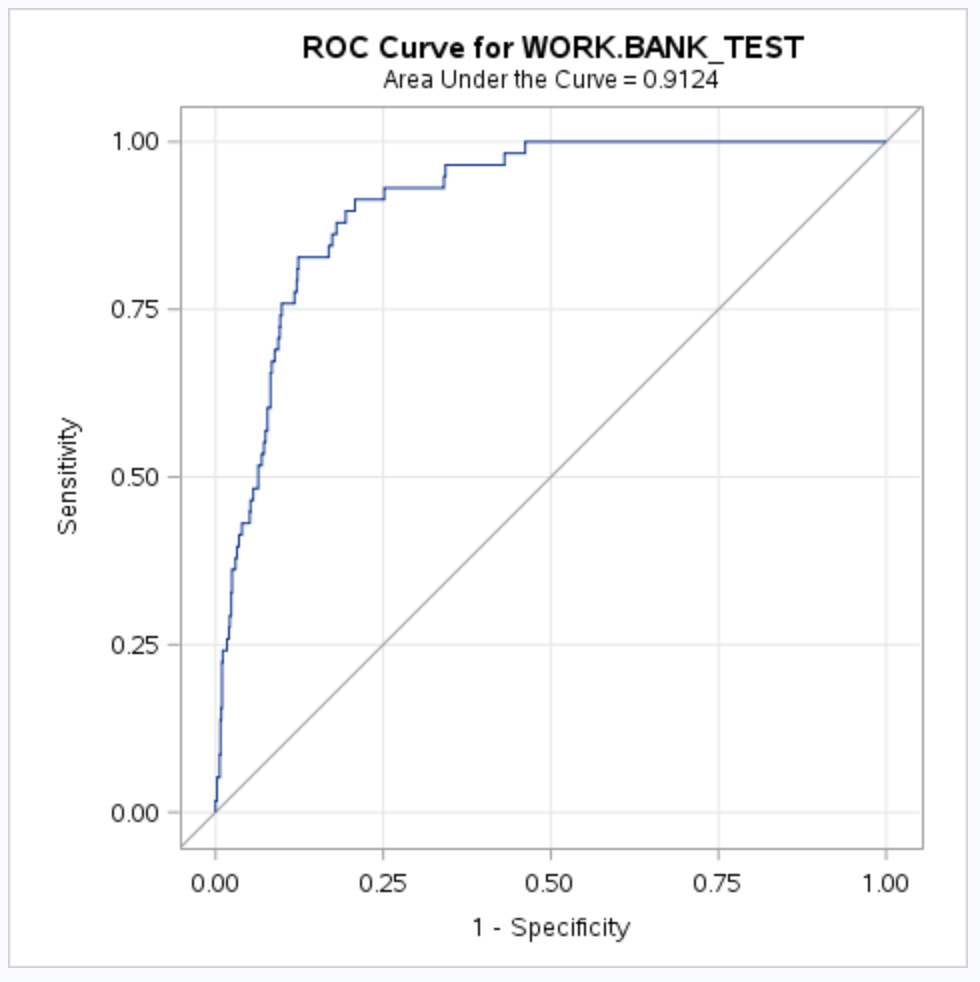 ROC Curve for WORK.BANK_TEST
Area Under the Curve = 0.9124
1.00
0.75
0.50
0.25
0.00
Sensitivity
0.00 0.25 0.50 0.75 1.00
1 - Specificity